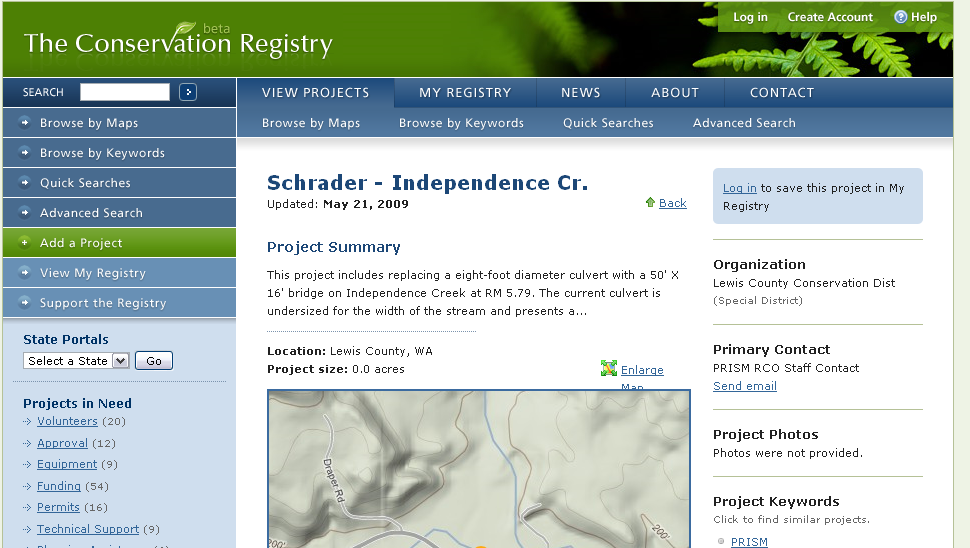 Log in Create Account Help
beta
The Conservation Registry
SEARCH
VIEW PROJECTS MY REGISTRY NEWS ABOUT CONTACT
Browse by Maps Browse by Keywords Quick Searches Advanced Search
Browse by Maps
Browse by Keywords
Quick Searches
Advanced Search
Add a Project
View My Registry
Support the Registry
State Portals
Select a State Go
Projects in Need
Volunteers (20)
Approval (12)
Equipment (9)
Funding (54)
Permits (16)
Technical Support (9)
Schrader - Independence Cr.
Updated: May 21, 2009
Back
Project Summary
This project includes replacing a eight-foot diameter culvert with a 50' X
16' bridge on Independence Creek at RM 5.79. The current culvert is
undersized for the width of the stream and presents a...
Location: Lewis County, WA
Project size: 0.0 acres
Enlarge
Map
Draper Rd
200'
200'
Log in to save this project in My
Registry
Organization
Lewis County Conservation Dist
(Special District)
Primary Contact
PRISM RCO Staff Contact
Send email
Project Photos
Photos were not provided.
Project Keywords
Click to find similar projects.
PRISM